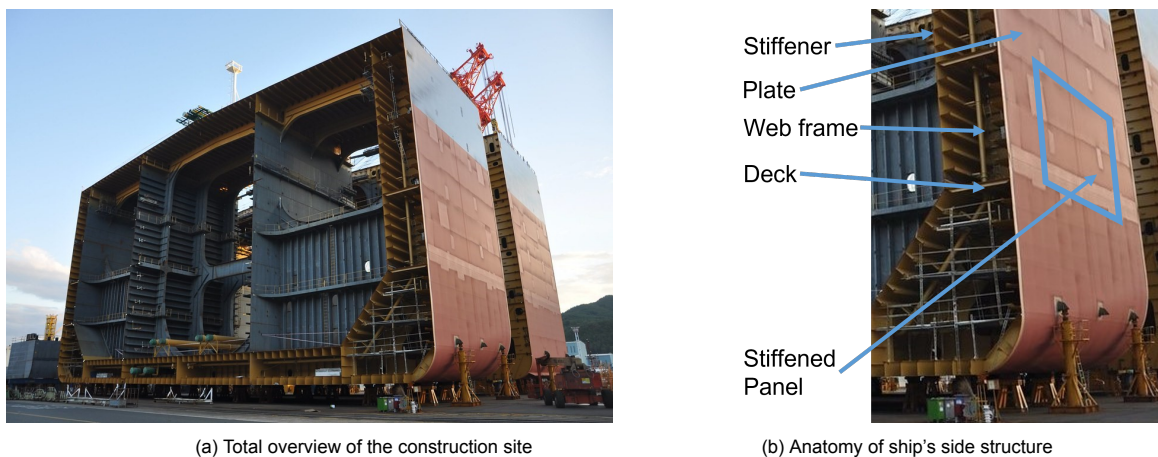 Stiffener
Plate
Web frame
Deck
Stiffened
Panel
(a) Total overview of the construction site
(b) Anatomy of ship's side structure